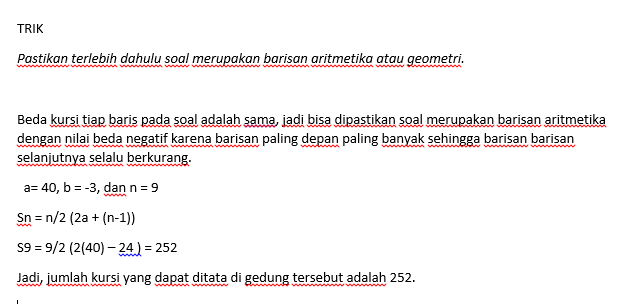 TRIK
Pastikan terlebih dahulu soal merupakan barisan aritmetika atau geometri.
Beda kursi tiap baris pada soal adalah sama, jadi bisa dipastikan soal merupakan barisan aritmetika
dengan nilai beda negatif karena barisan paling depan paling banyak sehingga barisan barisan
selanjutnya selalu berkurang.
a= 40, b = -3, dan n = 9
Sn = n/2 (2a + (n-1))
S9 = 9/2 (2(40) – 24 ) = 252
Jadi, jumlah kursi yang dapat ditata di gedung tersebut adalah 252.